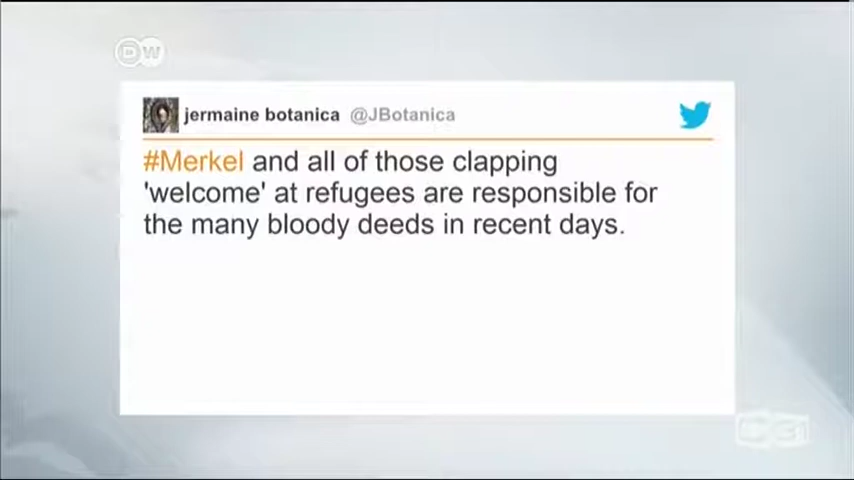 DW
jermaine botanica @JBotanica
#Merkel and all of those clapping
'welcome' at refugees are responsible for
the many bloody deeds in recent days.